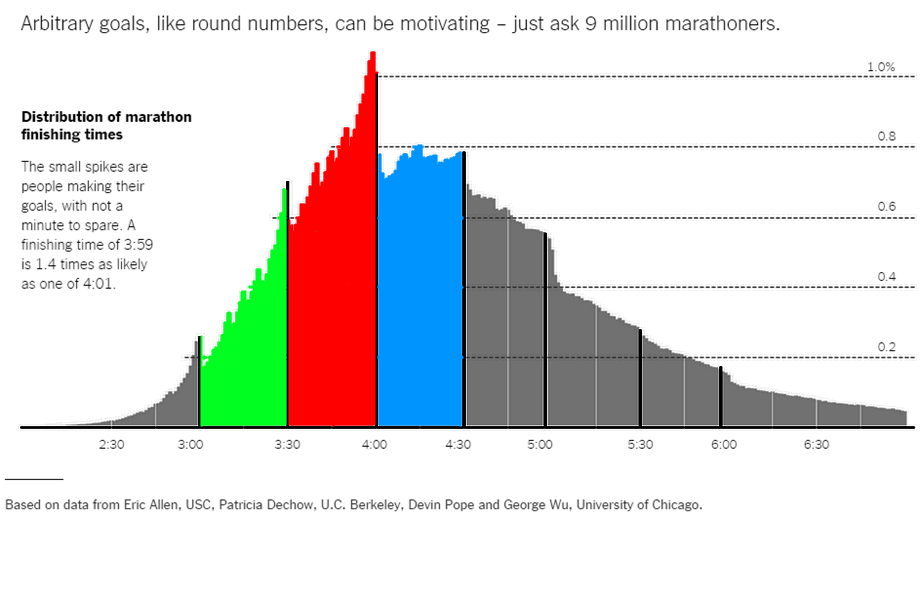 Arbitrary goals, like round numbers, can be motivating – just ask 9 million marathoners.
1.0%
Distribution of marathon
finishing times
0.8
The small spikes are
people making their
goals, with not a
minute to spare. A
finishing time of 3:59
is 1.4 times as likely
as one of 4:01.
0.6
0.4
0.2
2:30 3:00 3:30 4:00 4:30 5:00 5:30 6:00 6:30
Based on data from Eric Allen, USC, Patricia Dechow, U.C. Berkeley, Devin Pope and George Wu, University of Chicago.